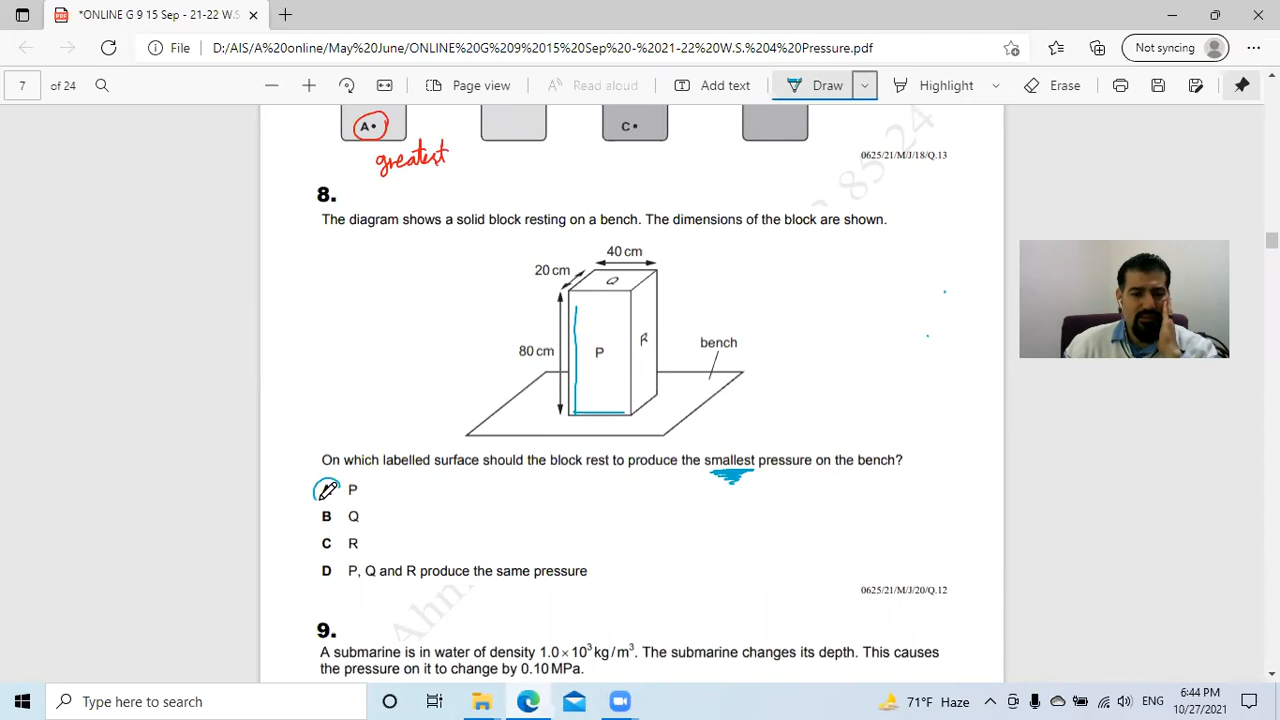 *ONLINE G 9 15 Sep - 21-22 W.S
File
D:/AIS/A%20online/May%20June/ONLINE%20G%209%2015%20Sep%20-%2021-22%20W.S.%204%20Pressure.pdf
Not syncing
7
of 24
Page view
Read aloud
Add text
Draw
Highlight
Erase
A
C
greatest
85 24
0625/21/M/J/18/Q.13
8.
The diagram shows a solid block resting on a bench. The dimensions of the block are shown.
40 cm
20 cm
Q
80 cm
P
R
bench
On which labelled surface should the block rest to produce the smallest pressure on the bench?
P
B Q
C R
D P, Q and R produce the same pressure
0625/21/M/J/20/Q.12
9.
A submarine is in water of density 1.0 × 10³ kg / m³. The submarine changes its depth. This causes
the pressure on it to change by 0.10 MPa.
Type here to search
71°F Haze
ENG
6:44 PM
10/27/2021